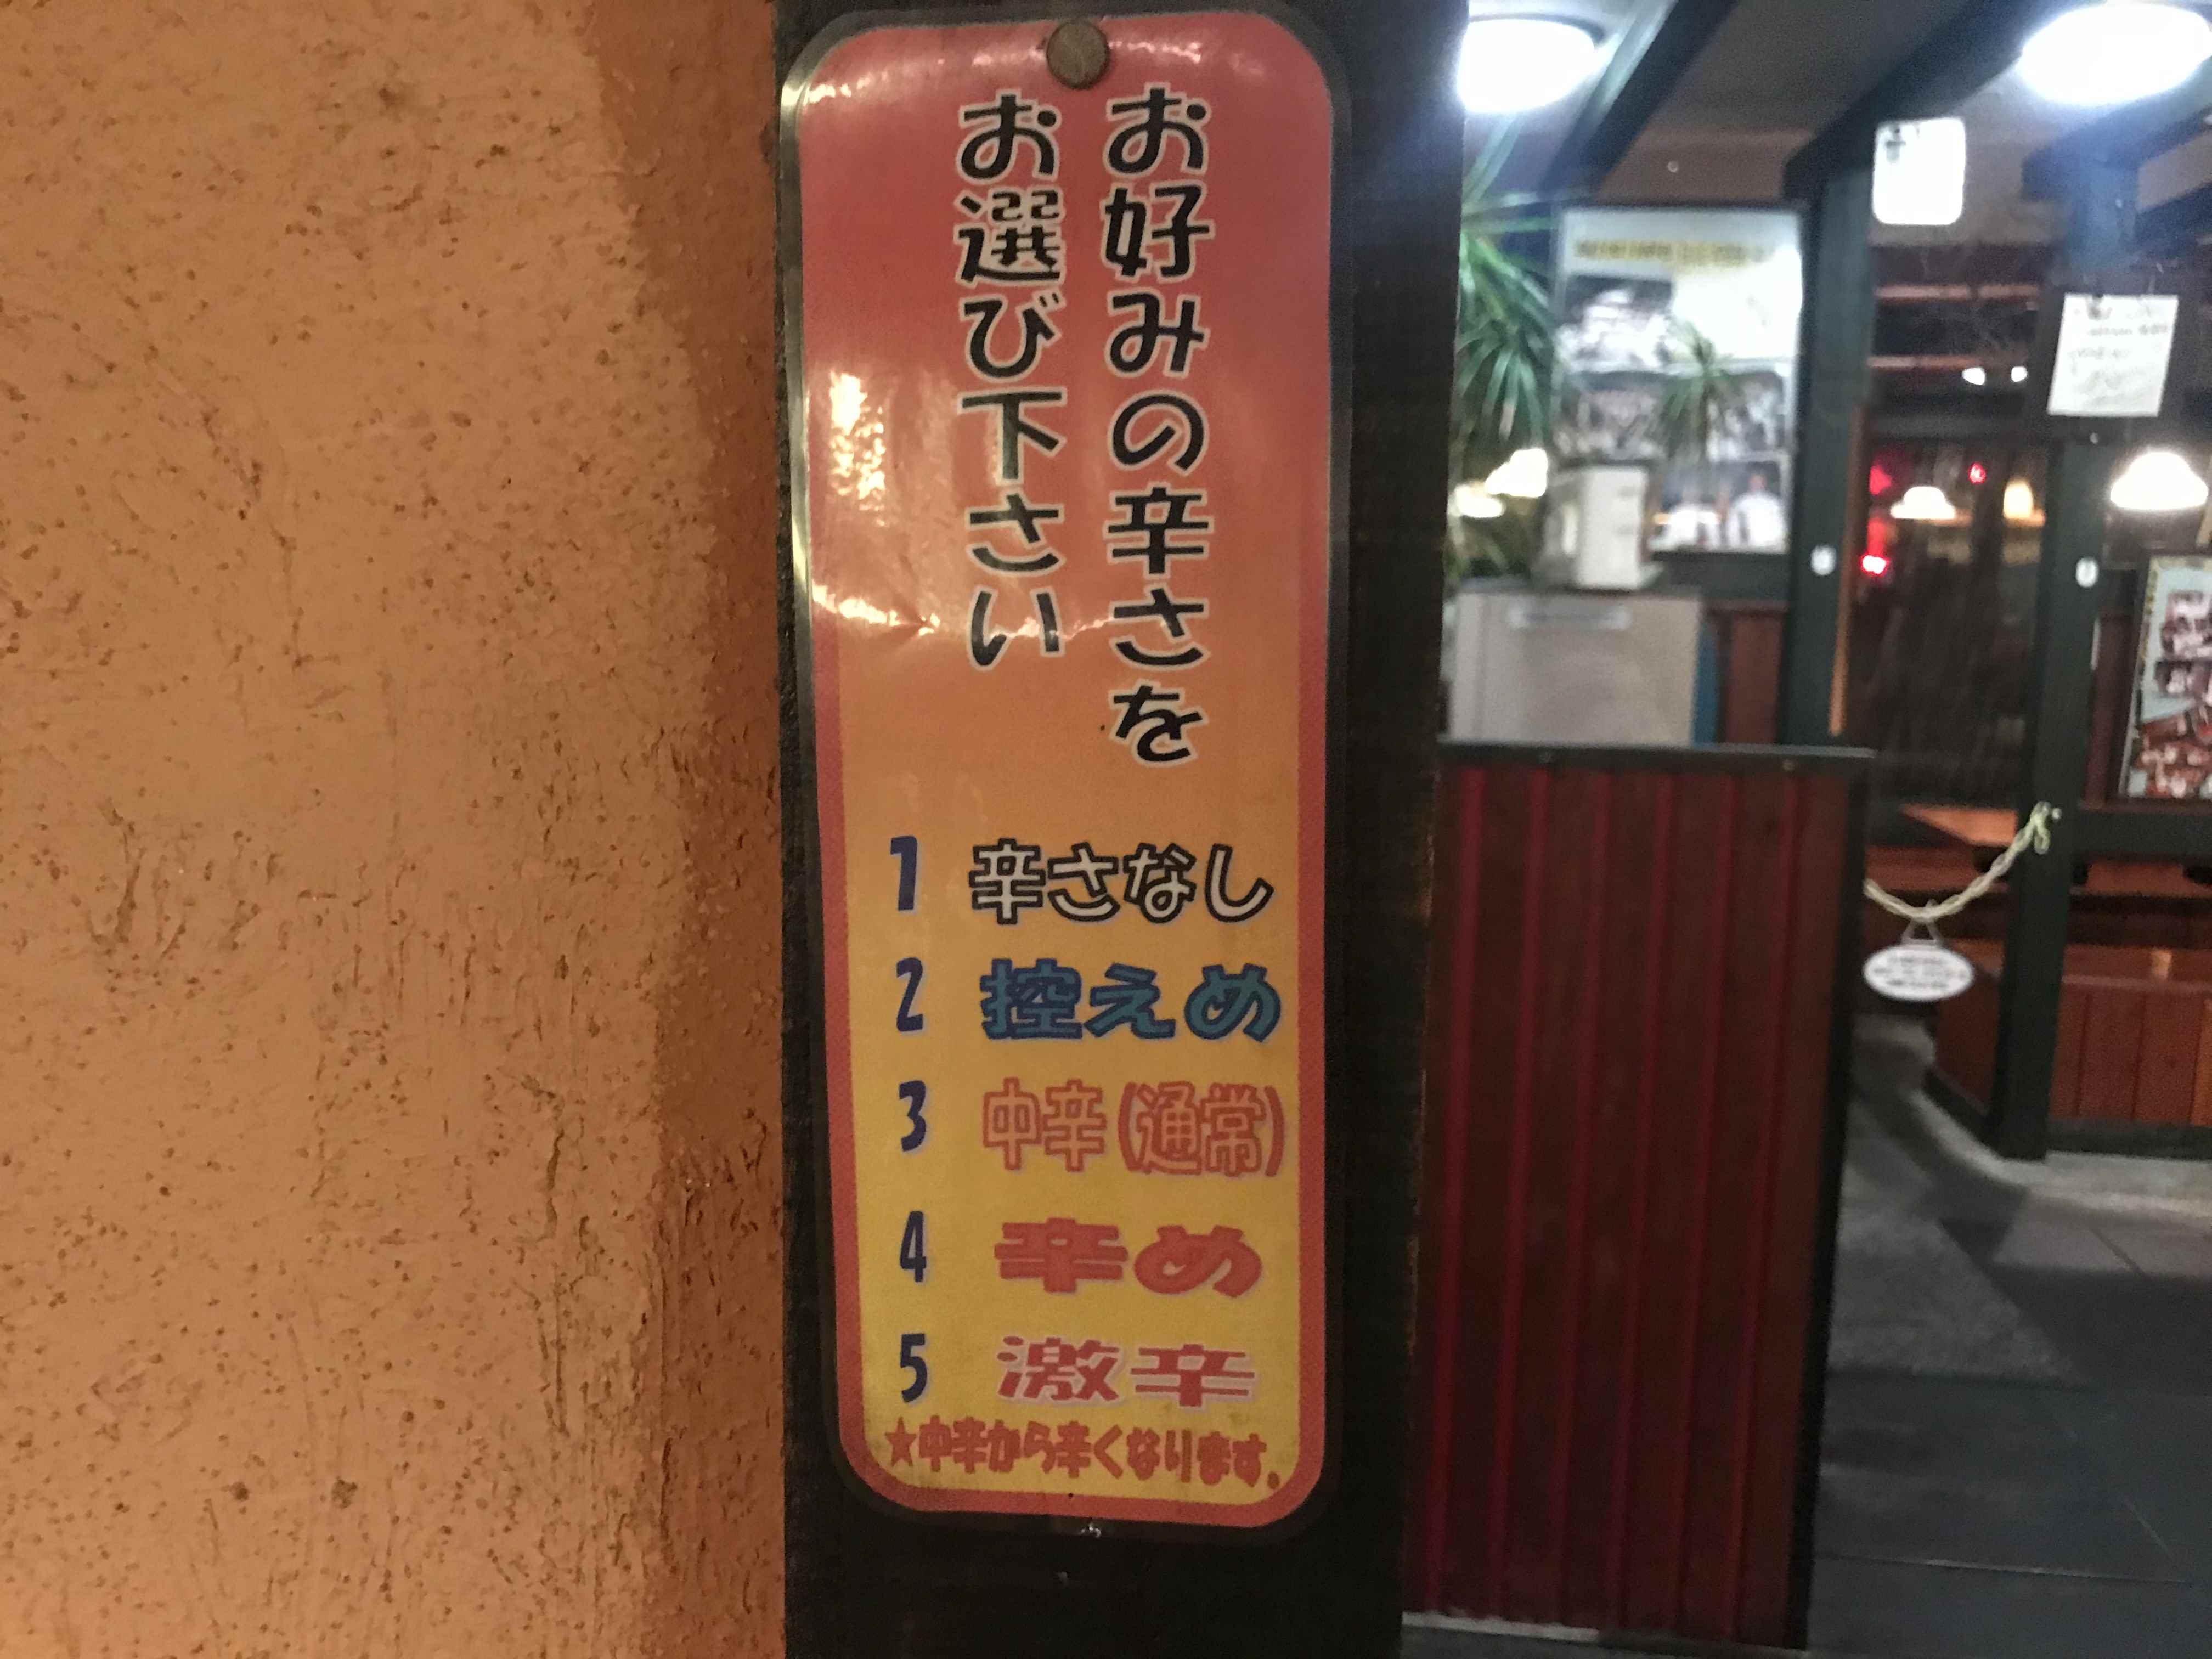 お好みの辛さを
お選び下さい
1 辛さなし
2 控えめ
3 中辛(通常)
4 辛め
5 激辛
★中辛から辛くなります.